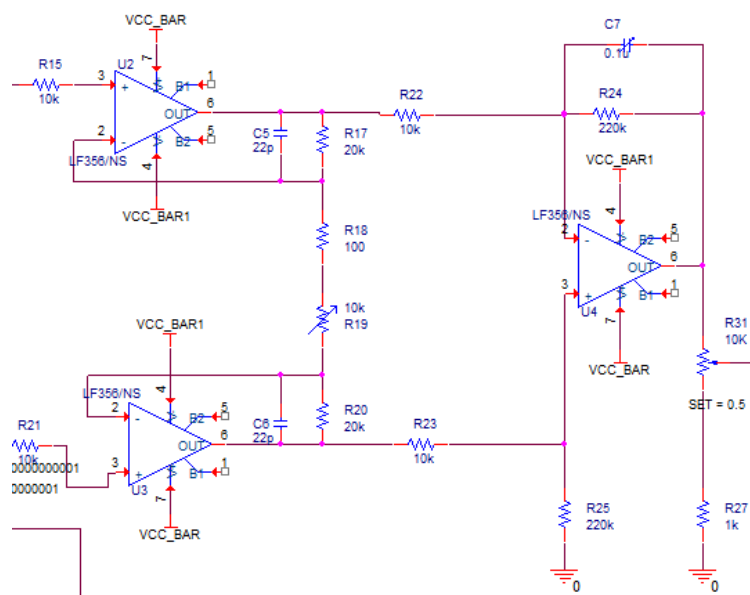 VCC_BAR
R15
10k
U2
3
+
7
V+
B1
1
OUT
6
2
-
B2
5
LF356/NS
4
V-
VCC_BAR1
C5
22p
R17
20k
R22
10k
C7
0.1u
R24
220k
VCC_BAR1
LF356/NS
4
V-
2
-
B2
5
OUT
6
3
+
B1
1
V+
U4
7
VCC_BAR
R18
100
10k
R19
VCC_BAR1
LF356/NS
4
V-
2
-
B2
5
OUT
6
3
+
B1
1
V+
U3
7
VCC_BAR
R21
10k
0000000001
000001
C6
22p
R20
20k
R23
10k
R31
10K
SET = 0.5
R25
220k
R27
1k
0
0